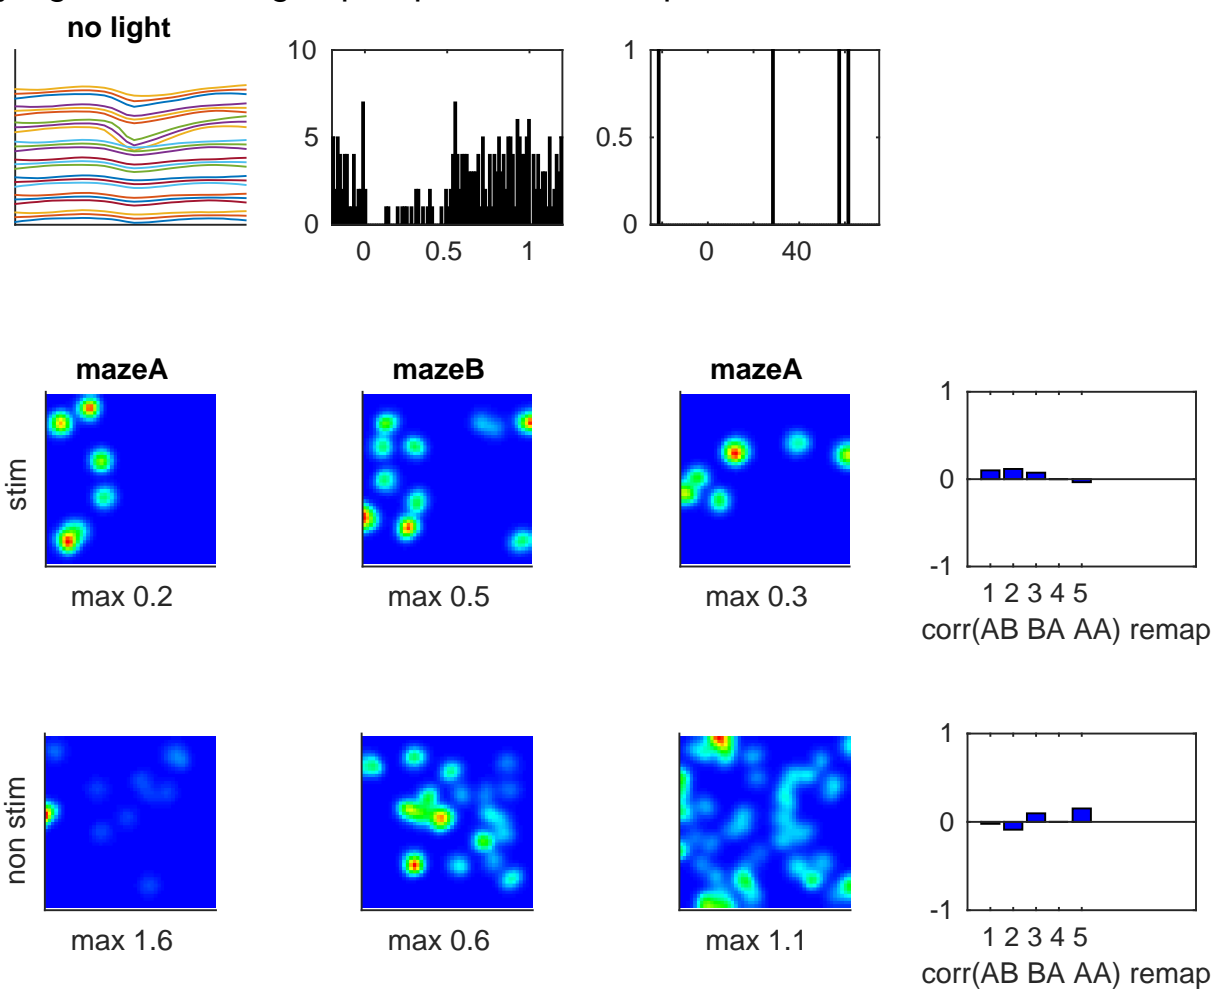 no light
10
5
0
0 0.5 1
1
0.5
0
0 40
mazeA mazeB mazeA
stim
max 0.2 max 0.5 max 0.3
1
0
-1
1 2 3 4 5
corr(AB BA AA) remap
non stim
max 1.6 max 0.6 max 1.1
1
0
-1
1 2 3 4 5
corr(AB BA AA) remap